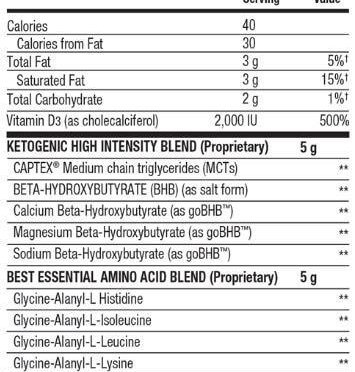 Serving Value
Calories 40
Calories from Fat 30
Total Fat 3 g 5%†
Saturated Fat 3 g 15%†
Total Carbohydrate 2 g 1%†
Vitamin D3 (as cholecalciferol) 2,000 IU 500%
KETOGENIC HIGH INTENSITY BLEND (Proprietary) 5 g
CAPTEX® Medium chain triglycerides (MCTs) **
BETA-HYDROXYBUTYRATE (BHB) (as salt form) **
Calcium Beta-Hydroxybutyrate (as goBHB™) **
Magnesium Beta-Hydroxybutyrate (as goBHB™) **
Sodium Beta-Hydroxybutyrate (as goBHB™) **
BEST ESSENTIAL AMINO ACID BLEND (Proprietary) 5 g
Glycine-Alanyl-L Histidine **
Glycine-Alanyl-L-Isoleucine **
Glycine-Alanyl-L-Leucine **
Glycine-Alanyl-L-Lysine **